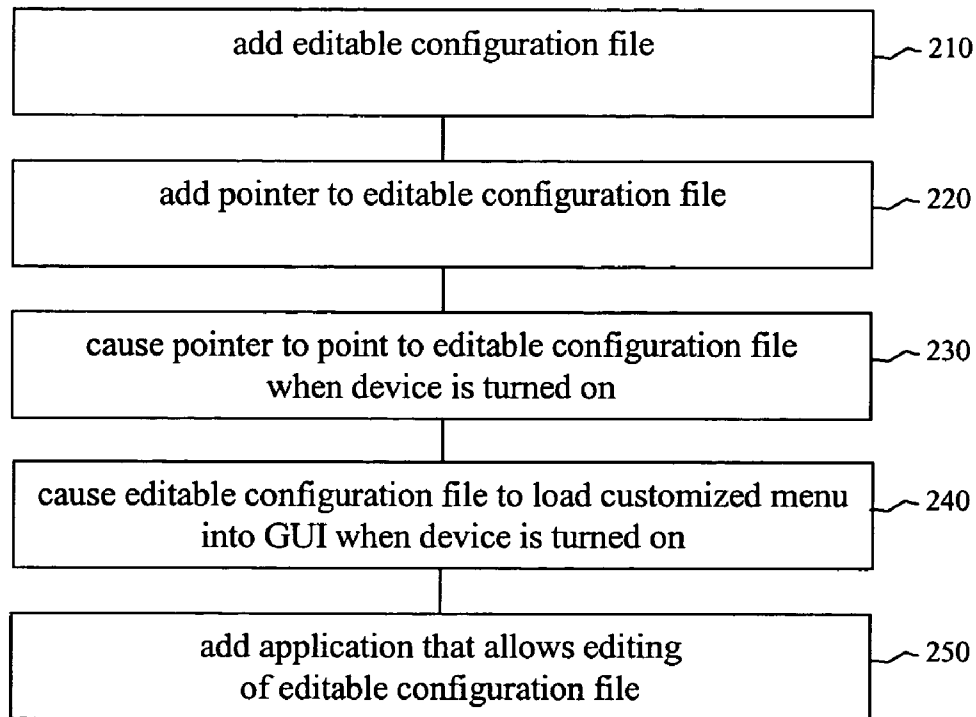 add editable configuration file
210
add pointer to editable configuration file
220
cause pointer to point to editable configuration file
when device is turned on
230
cause editable configuration file to load customized menu
into GUI when device is turned on
240
add application that allows editing
of editable configuration file
250